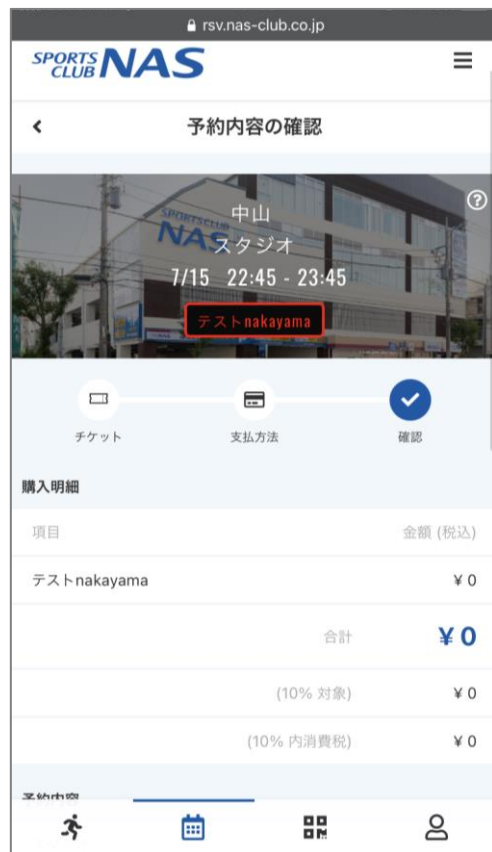 rsv.nas-club.co.jp
SPORTS CLUB NAS
予約内容の確認
SPORTS CLUB
NAS
中山
スタジオ
7/15 22:45 - 23:45
テストnakayama
チケット
支払方法
確認
購入明細
項目 金額 (税込)
テストnakayama ¥ 0
合計 ¥ 0
(10% 対象) ¥ 0
(10% 内消費税) ¥ 0
予約内容